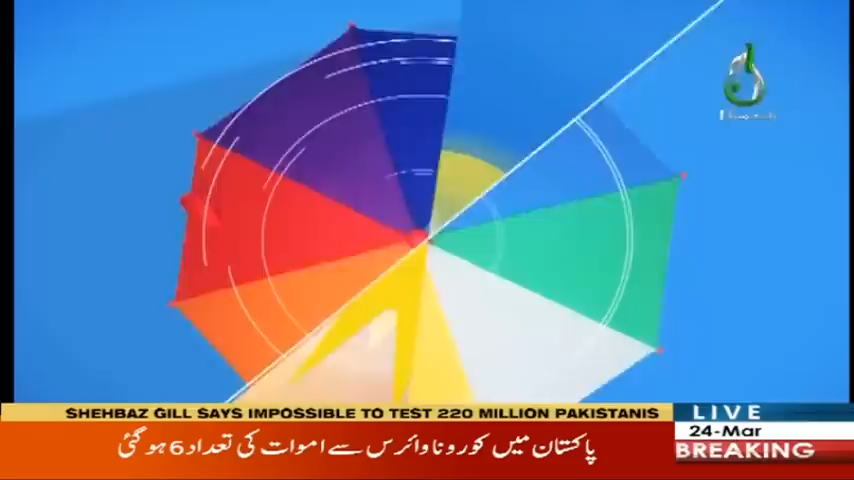 SHEHBAZ GILL SAYS IMPOSSIBLE TO TEST 220 MILLION PAKISTANIS
LIVE
24-Mar
پاکستان میں کورونا وائرس سے اموات کی تعداد 6 ہو گئی
BREAKING